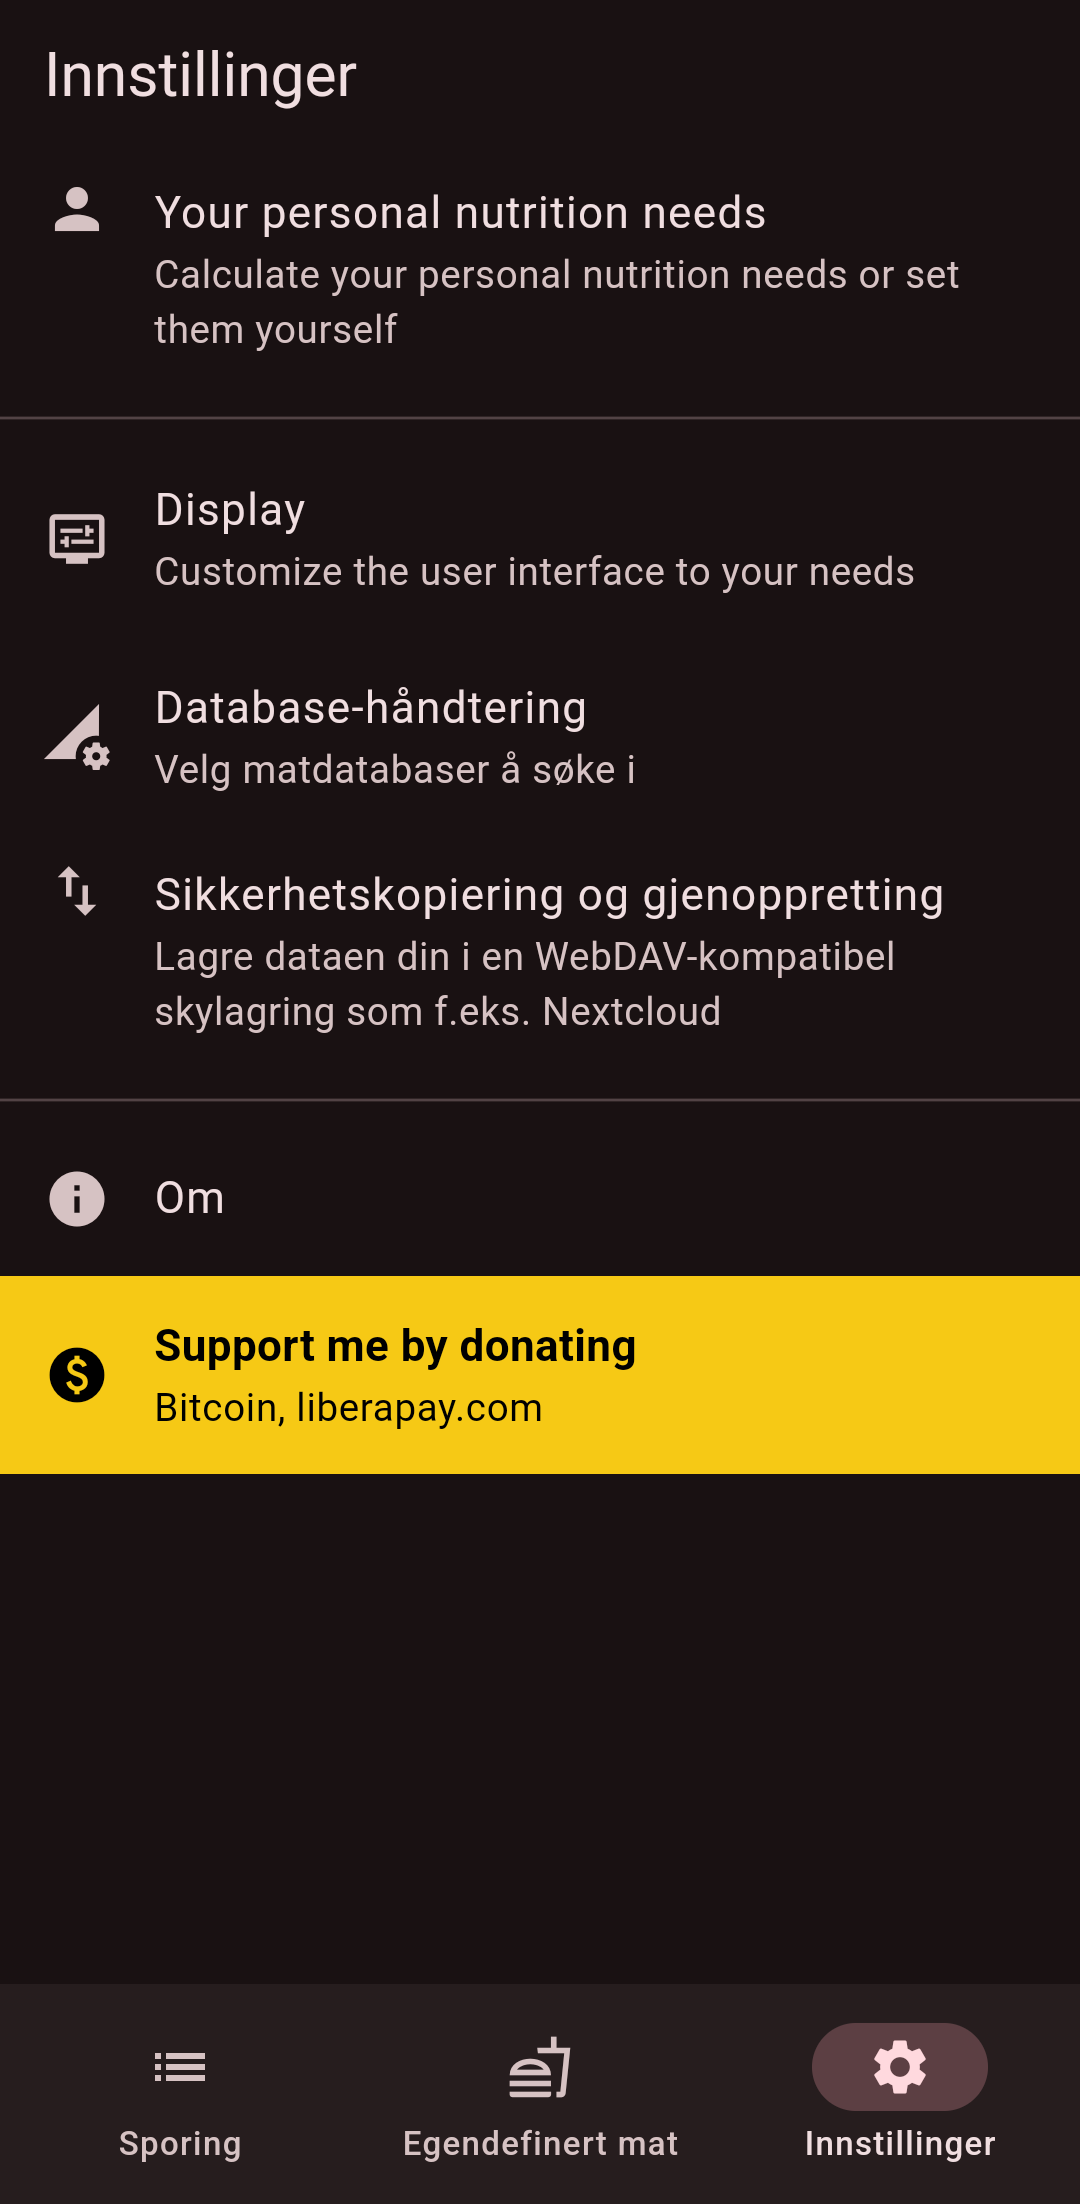 Innstillinger
Your personal nutrition needs
Calculate your personal nutrition needs or set
them yourself
Display
Customize the user interface to your needs
Database-håndtering
Velg matdatabaser å søke i
Sikkerhetskopiering og gjenoppretting
Lagre dataen din i en WebDAV-kompatibel
skylagring som f.eks. Nextcloud
Om
Support me by donating
Bitcoin, liberapay.com
Sporing
Egendefinert mat
Innstillinger